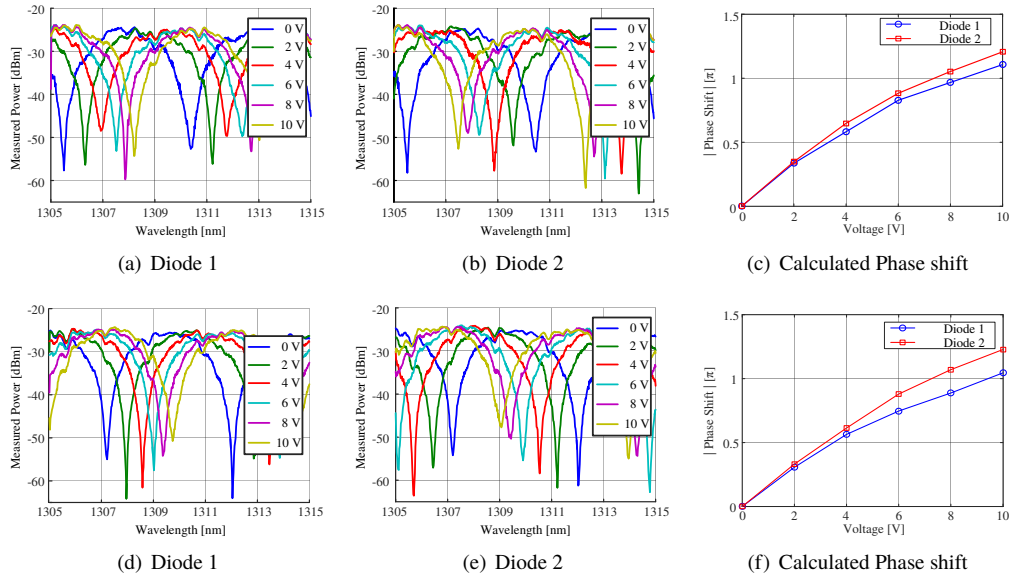 -20
-30
-40
-50
-60
Measured Power [dBm]
0 V
2 V
4 V
6 V
8 V
10 V
1305 1307 1309 1311 1313 1315
Wavelength [nm]
(a) Diode 1
-20
-30
-40
-50
-60
Measured Power [dBm]
0 V
2 V
4 V
6 V
8 V
10 V
1305 1307 1309 1311 1313 1315
Wavelength [nm]
(b) Diode 2
1.5
1
0.5
0
| Phase Shift | [π]
Diode 1
Diode 2
0 2 4 6 8 10
Voltage [V]
(c) Calculated Phase shift
-20
-30
-40
-50
-60
Measured Power [dBm]
0 V
2 V
4 V
6 V
8 V
10 V
1305 1307 1309 1311 1313 1315
Wavelength [nm]
(d) Diode 1
-20
-30
-40
-50
-60
Measured Power [dBm]
0 V
2 V
4 V
6 V
8 V
10 V
1305 1307 1309 1311 1313 1315
Wavelength [nm]
(e) Diode 2
1.5
1
0.5
0
| Phase Shift | [π]
Diode 1
Diode 2
0 2 4 6 8 10
Voltage [V]
(f) Calculated Phase shift